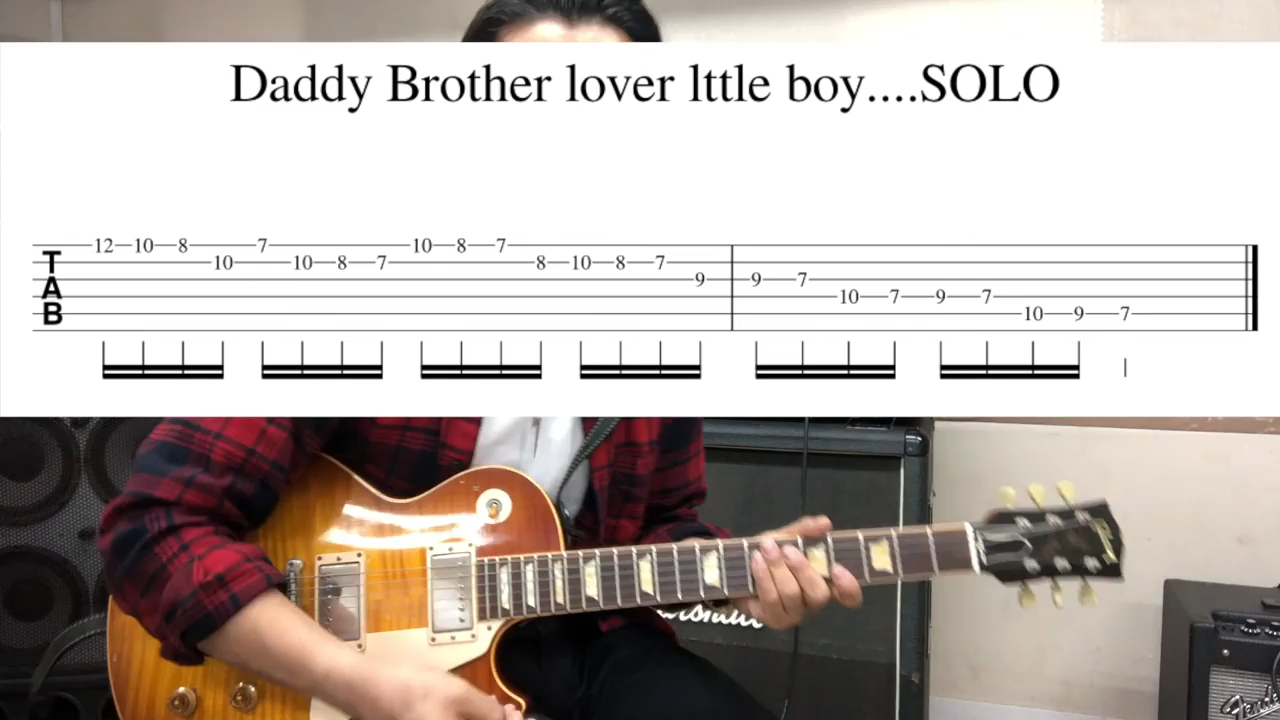 Daddy Brother lover lttle boy....SOLO
12 10 8 7 10 8 7
T 10 10 8 7 8 10 8 7
A 9 9 7
10 7 9 7
B 10 9 7